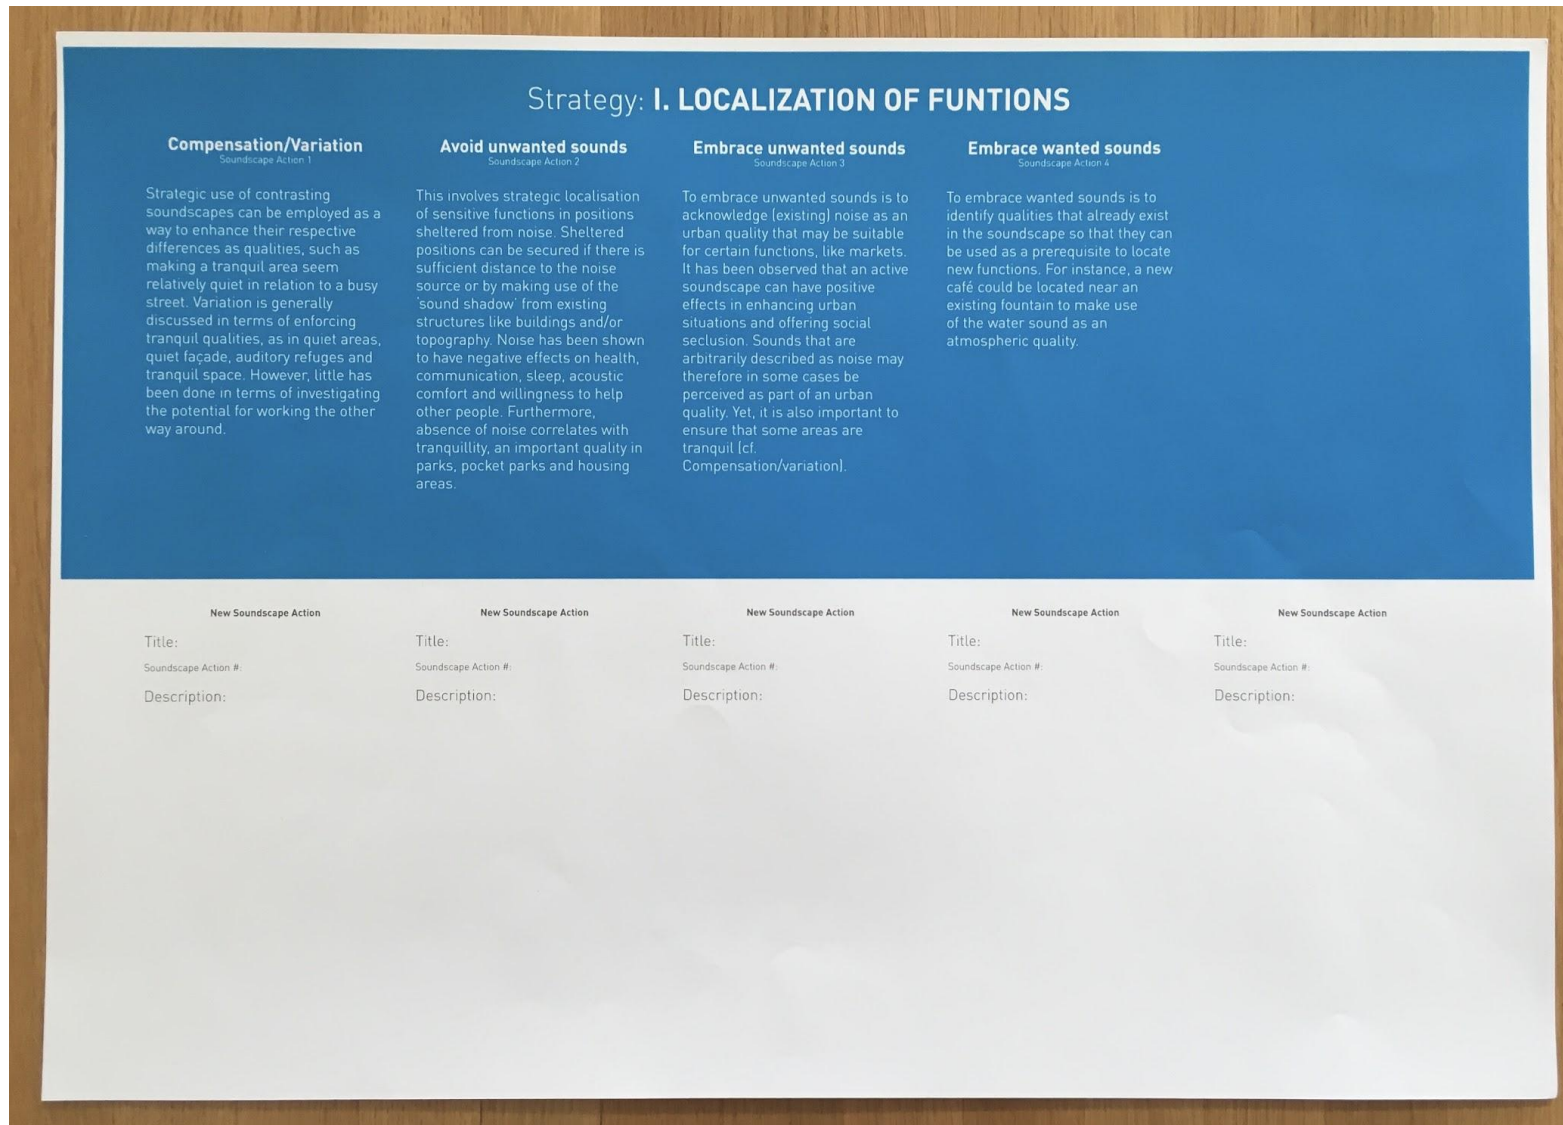 Strategy: I. LOCALIZATION OF FUNTIONS
Compensation/Variation
Soundscape Action 1
Strategic use of contrasting
soundscapes can be employed as a
way to enhance their respective
differences as qualities, such as
making a tranquil area seem
relatively quiet in relation to a busy
street. Variation is generally
discussed in terms of enforcing
tranquil qualities, as in quiet areas,
quiet façade, auditory refuges and
tranquil space. However, little has
been done in terms of investigating
the potential for working the other
way around.
Avoid unwanted sounds
Soundscape Action 2
This involves strategic localisation
of sensitive functions in positions
sheltered from noise. Sheltered
positions can be secured if there is
sufficient distance to the noise
source or by making use of the
'sound shadow' from existing
structures like buildings and/or
topography. Noise has been shown
to have negative effects on health,
communication, sleep, acoustic
comfort and willingness to help
other people. Furthermore,
absence of noise correlates with
tranquillity, an important quality in
parks, pocket parks and housing
areas.
Embrace unwanted sounds
Soundscape Action 3
To embrace unwanted sounds is to
acknowledge (existing) noise as an
urban quality that may be suitable
for certain functions, like markets.
It has been observed that an active
soundscape can have positive
effects in enhancing urban
situations and offering social
seclusion. Sounds that are
arbitrarily described as noise may
therefore in some cases be
perceived as part of an urban
quality. Yet, it is also important to
ensure that some areas are
tranquil (cf.
Compensation/variation).
Embrace wanted sounds
Soundscape Action 4
To embrace wanted sounds is to
identify qualities that already exist
in the soundscape so that they can
be used as a prerequisite to locate
new functions. For instance, a new
café could be located near an
existing fountain to make use
of the water sound as an
atmospheric quality.
New Soundscape Action
Title:
Soundscape Action #:
Description:
New Soundscape Action
Title:
Soundscape Action #:
Description:
New Soundscape Action
Title:
Soundscape Action #:
Description:
New Soundscape Action
Title:
Soundscape Action #:
Description:
New Soundscape Action
Title:
Soundscape Action #:
Description: